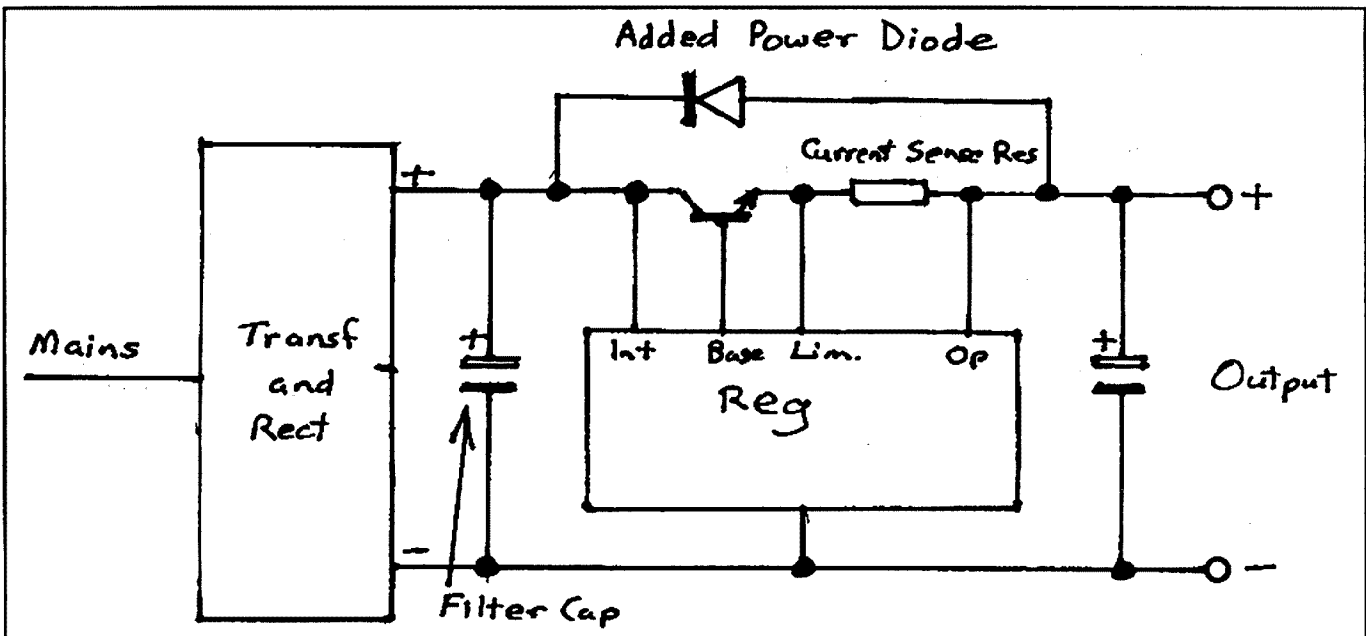 Added Power Diode
Current Sense Res
+
+
Mains
Transf
and
Rect
+
Int
Base
Lim.
Op
Reg
+
Output
-
-
Filter Cap